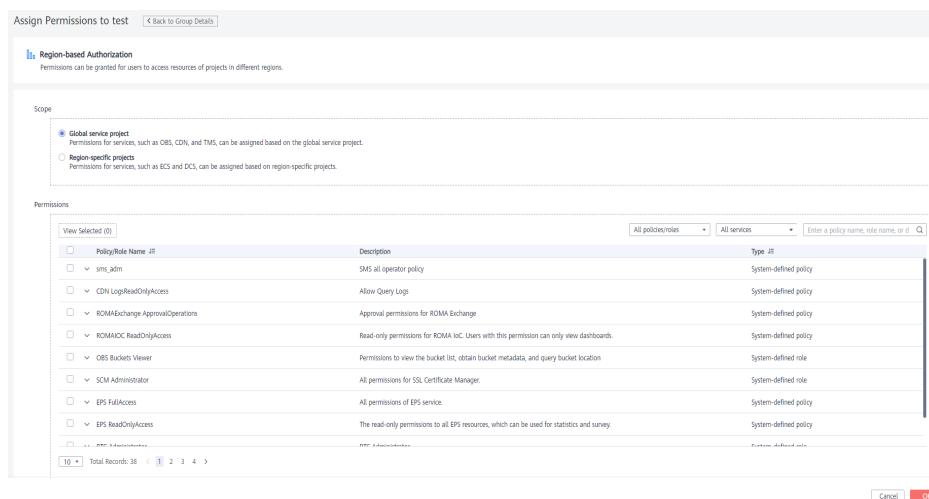 Assign Permissions to test
Back to Group Details
Region-based Authorization
Permissions can be granted for users to access resources of projects in different regions.
Scope
Global service project
Permissions for services, such as OBS, CDN, and TMS, can be assigned based on the global service project.
Region-specific projects
Permissions for services, such as ECS and DCS, can be assigned based on region-specific projects.
Permissions
View Selected (0) All policies/roles All services Enter a policy name, role name, or d
Policy/Role Name Description Type
sms_adm SMS all operator policy System-defined policy
CDN LogsReadOnlyAccess Allow Query Logs System-defined policy
ROMAExchange ApprovalOperations Approval permissions for ROMA Exchange System-defined policy
ROMAIOC ReadOnlyAccess Read-only permissions for ROMA IoC. Users with this permission can only view dashboards. System-defined policy
OBS Buckets Viewer Permissions to view the bucket list, obtain bucket metadata, and query bucket location System-defined role
SCM Administrator All permissions for SSL Certificate Manager. System-defined role
EPS FullAccess All permissions of EPS service. System-defined policy
EPS ReadOnlyAccess The read-only permissions to all EPS resources, which can be used for statistics and survey. System-defined policy
Administrator Administrator System-defined role
10 Total Records: 38 1 2 3 4
Cancel